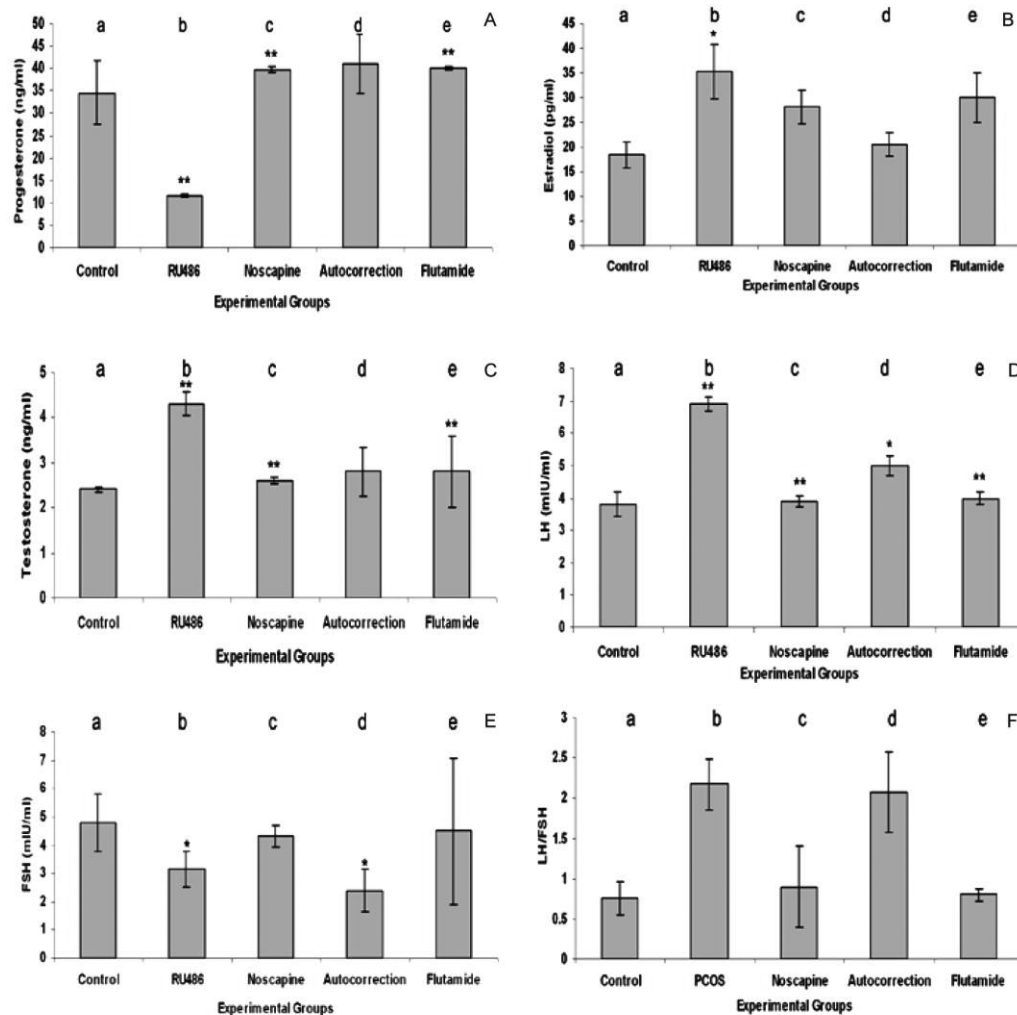 a b c d e A
Progesterone (ng/ml)
50
45
40
35
30
25
20
15
10
5
0
** ** **
Control RU486 Noscapine Autocorrection Flutamide
Experimental Groups
a b c d e B
Estradiol (pg/ml)
45
40
35
30
25
20
15
10
5
0
*
Control RU486 Noscapine Autocorrection Flutamide
Experimental Groups
a b c d e C
Testosterone (ng/ml)
5
4
3
2
1
0
** ** **
Control RU486 Noscapine Autocorrection Flutamide
Experimental Groups
a b c d e D
LH (mIU/ml)
8
7
6
5
4
3
2
1
0
** ** * **
Control RU486 Noscapine Autocorrection Flutamide
Experimental Groups
a b c d e E
FSH (mIU/ml)
8
7
6
5
4
3
2
1
0
* *
Control RU486 Noscapine Autocorrection Flutamide
Experimental Groups
a b c d e F
LH/FSH
3
2.5
2
1.5
1
0.5
0
Control PCOS Noscapine Autocorrection Flutamide
Experimental Groups